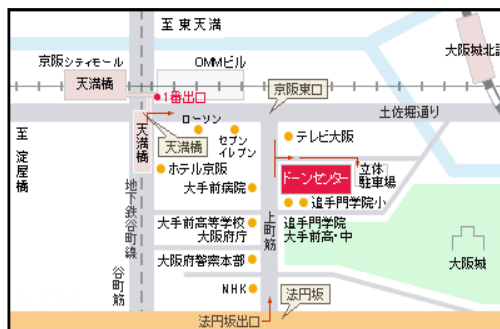 至 東天満
京阪シティモール
OMMビル
天満橋
1番出口
京阪東口
土佐堀通り
大阪城北詰
ローソン
セブン
イレブン
テレビ大阪
至
淀屋橋
天満橋
天満橋
ホテル京阪
大手前病院
ドーンセンター
立体
駐車場
追手門学院小
地下鉄谷町線
上町筋
大手前高等学校
大阪府庁
追手門学院
大手前高・中
大阪府警察本部
大阪城
谷町筋
NHK
法円坂
法円坂出口